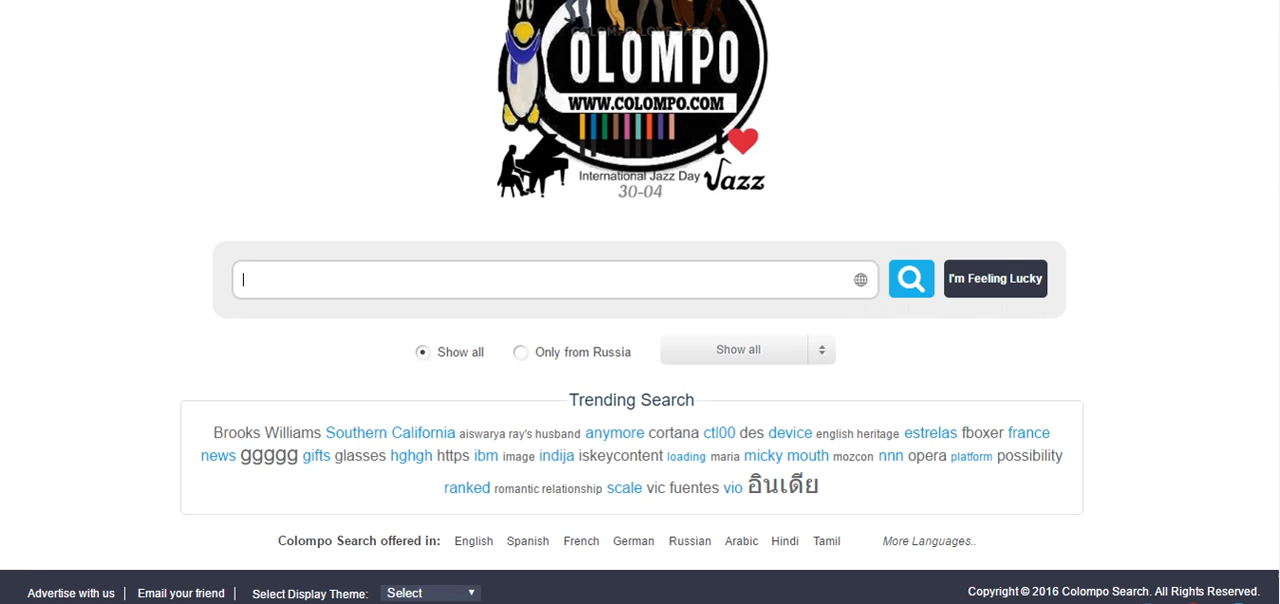 COLOMPO LOVE JAZZ
OLOMPO
WWW.COLOMPO.COM
I
International Jazz Day Jazz
30-04
I'm Feeling Lucky
Show all Only from Russia Show all
Trending Search
Brooks Williams Southern California aiswarya ray's husband anymore cortana ctl00 des device english heritage estrelas fboxer france
news ggggg gifts glasses hghgh https ibm image indija iskeycontent loading maria micky mouth mozcon nnn opera platform possibility
ranked romantic relationship scale vic fuentes vio อินเดีย
Colompo Search offered in: English Spanish French German Russian Arabic Hindi Tamil More Languages..
Advertise with us | Email your friend | Select Display Theme: Select Copyright © 2016 Colompo Search. All Rights Reserved.